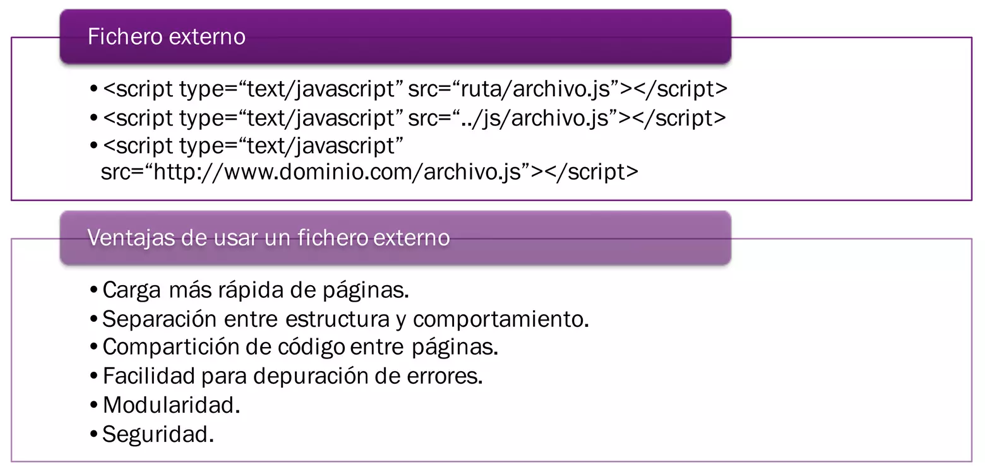 Fichero externo
•<script type=“text/javascript” src=“ruta/archivo.js”></script>
•<script type=“text/javascript” src=“../js/archivo.js”></script>
•<script type=“text/javascript”
src=“http://www.dominio.com/archivo.js”></script>
Ventajas de usar un fichero externo
•Carga más rápida de páginas.
•Separación entre estructura y comportamiento.
•Compartición de código entre páginas.
•Facilidad para depuración de errores.
•Modularidad.
•Seguridad.